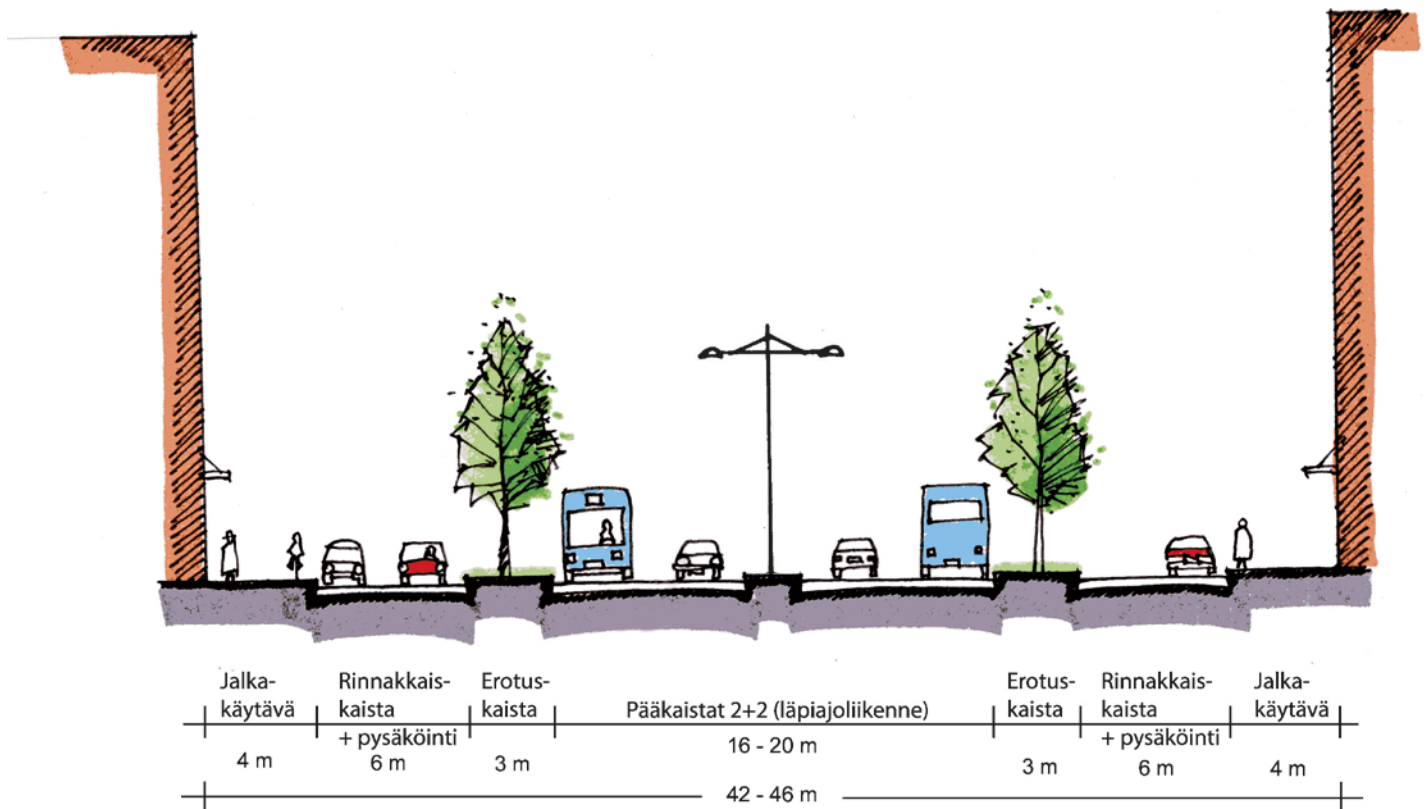 Jalka-
käytävä
4 m
Rinnakkais-
kaista
+ pysäköinti
6 m
Erotus-
kaista
3 m
Pääkaistat 2+2 (läpiajoliikenne)
16 - 20 m
Erotus-
kaista
3 m
Rinnakkais-
kaista
+ pysäköinti
6 m
Jalka-
käytävä
4 m
42 - 46 m